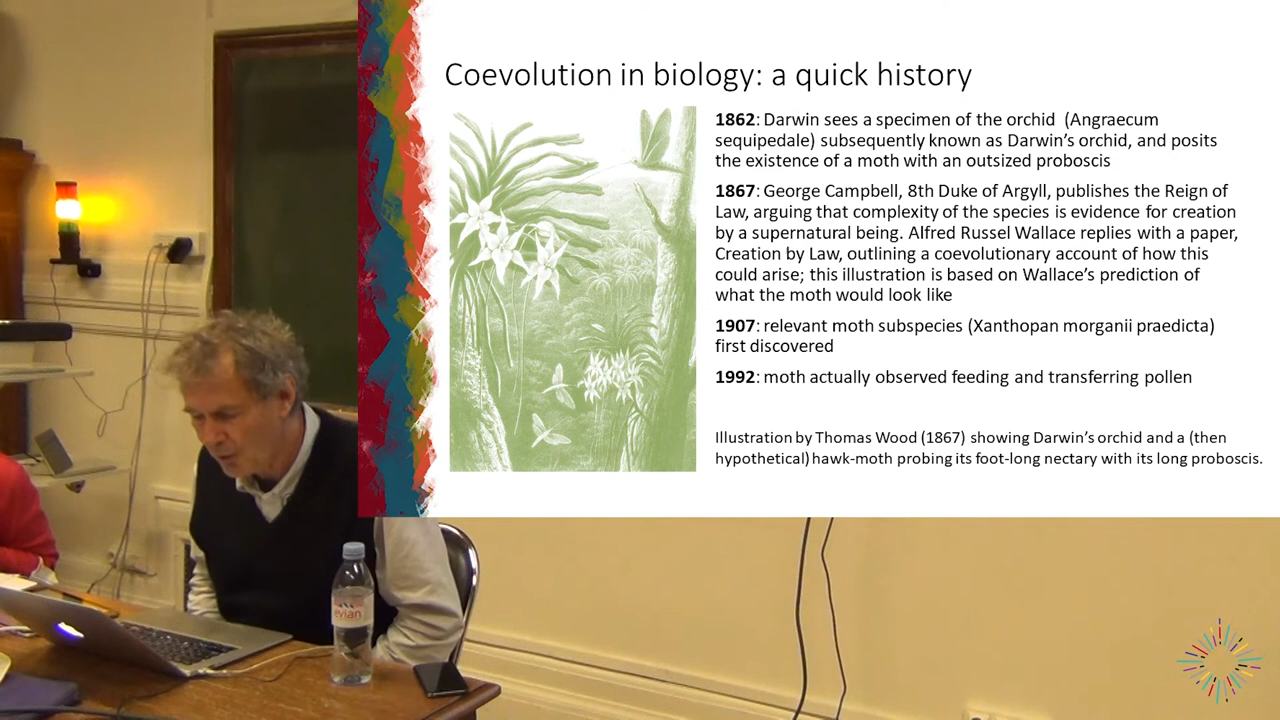 Coevolution in biology: a quick history
1862: Darwin sees a specimen of the orchid (Angraecum
sequipedale) subsequently known as Darwin's orchid, and posits
the existence of a moth with an outsized proboscis
1867: George Campbell, 8th Duke of Argyll, publishes the Reign of
Law, arguing that complexity of the species is evidence for creation
by a supernatural being. Alfred Russel Wallace replies with a paper,
Creation by Law, outlining a coevolutionary account of how this
could arise; this illustration is based on Wallace's prediction of
what the moth would look like
1907: relevant moth subspecies (Xanthopan morganii praedicta)
first discovered
1992: moth actually observed feeding and transferring pollen
Illustration by Thomas Wood (1867) showing Darwin's orchid and a (then
hypothetical) hawk-moth probing its foot-long nectary with its long proboscis.
evian